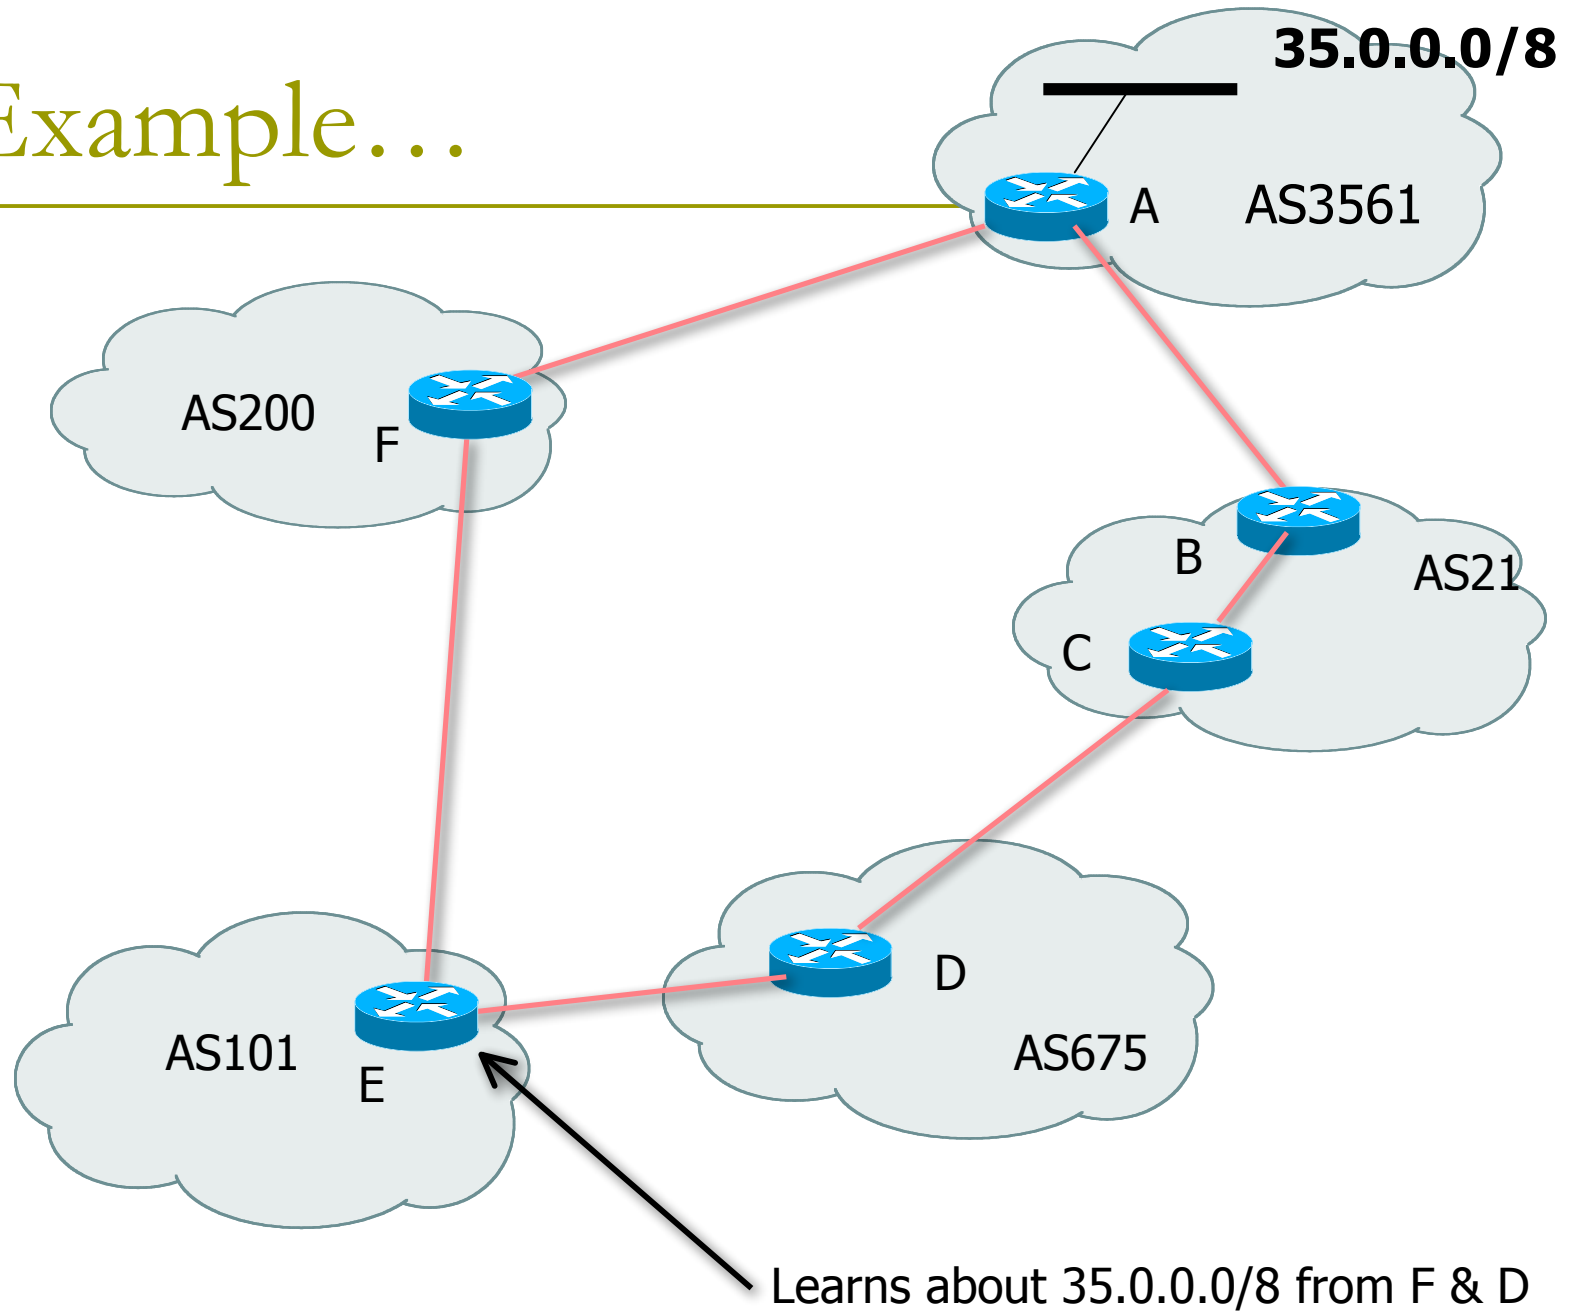 35.0.0.0/8
Example…
A
AS3561
AS200
F
B
AS21
C
D
AS101
AS675
E
Learns about 35.0.0.0/8 from F & D